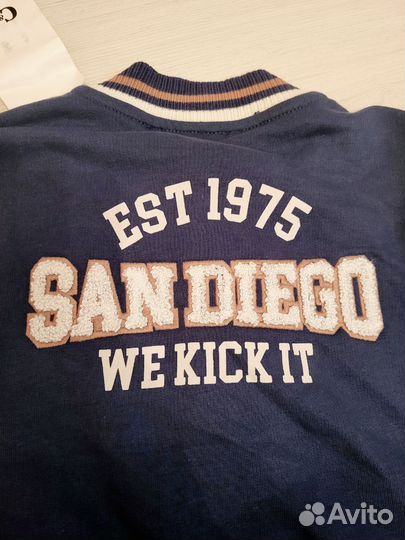 EST 1975
SAN DIEGO
WE KICK IT
Avito